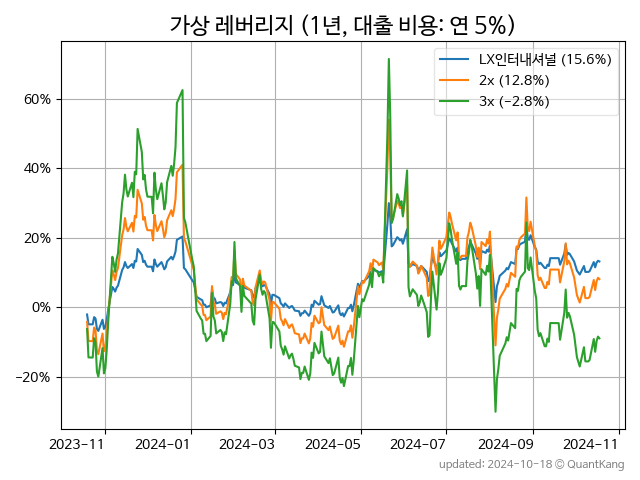 가상 레버리지 (1년, 대출 비용: 연 5%)
LX인터내셔널 (15.6%)
2x (12.8%)
3x (−2.8%)
60%
40%
20%
0%
−20%
2023-11 2024-01 2024-03 2024-05 2024-07 2024-09 2024-11
updated: 2024-10-18 © QuantKang